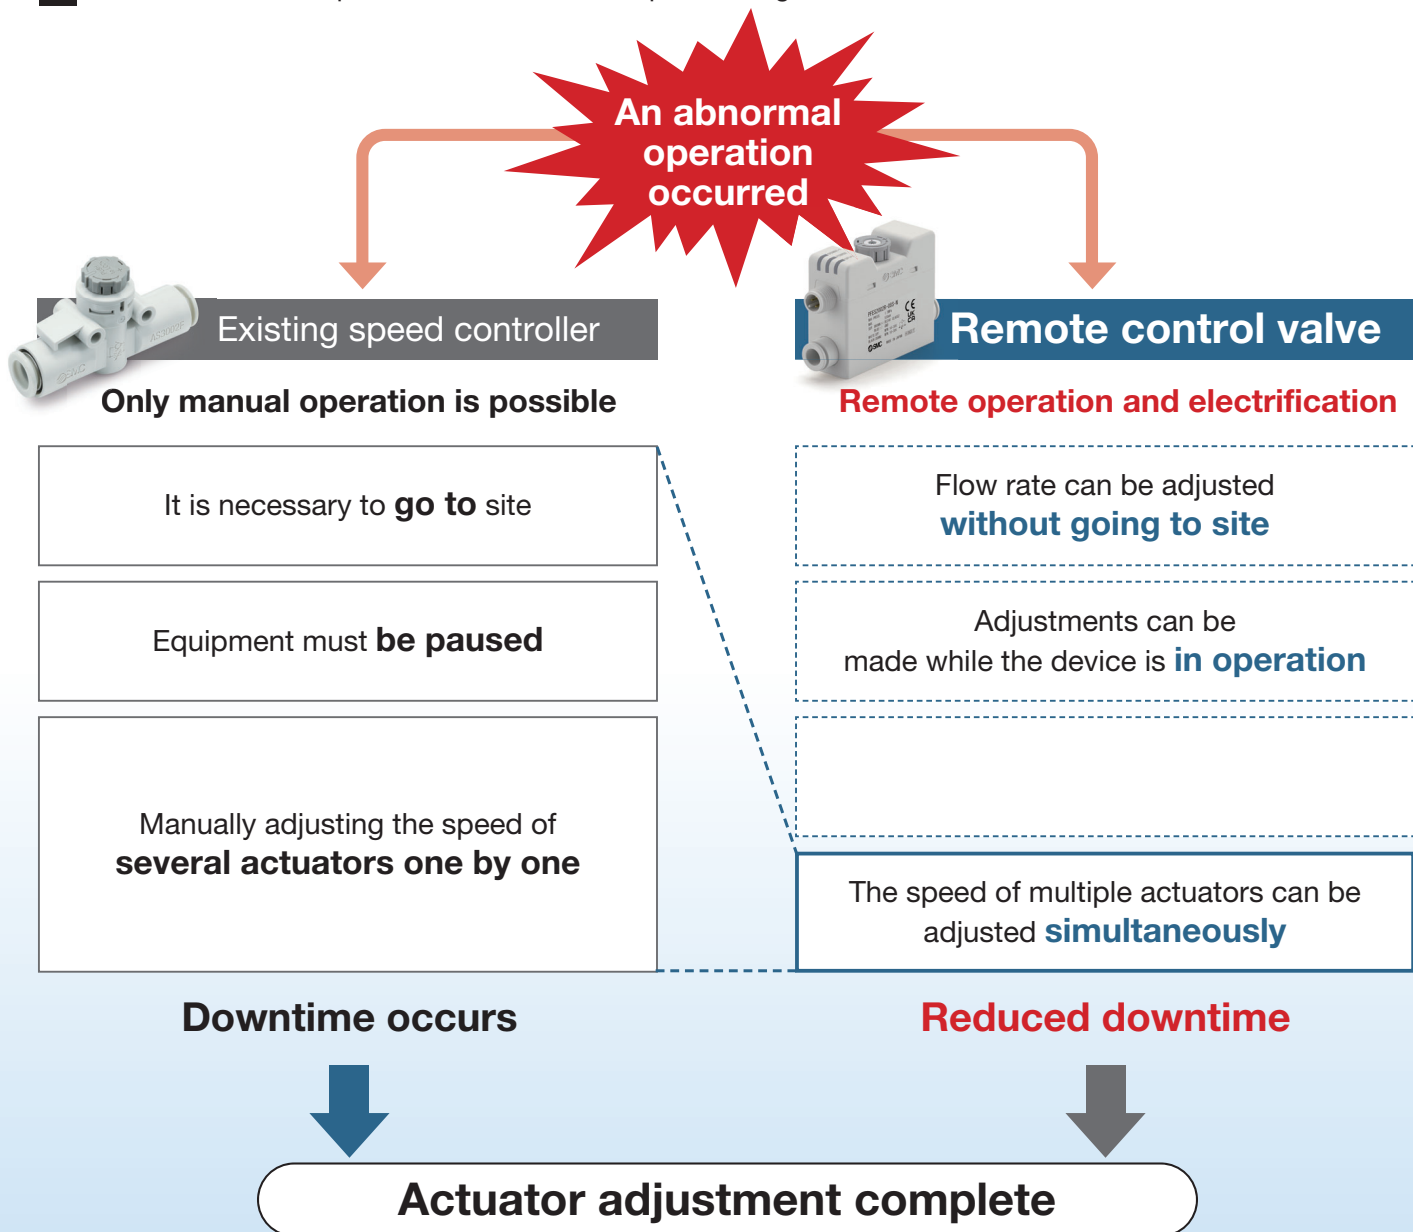 An abnormal
operation
occurred
Existing speed controller
Remote control valve
Only manual operation is possible
Remote operation and electrification
It is necessary to go to site
Flow rate can be adjusted
without going to site
Equipment must be paused
Adjustments can be
made while the device is in operation
Manually adjusting the speed of
several actuators one by one
The speed of multiple actuators can be
adjusted simultaneously
Downtime occurs
Reduced downtime
Actuator adjustment complete